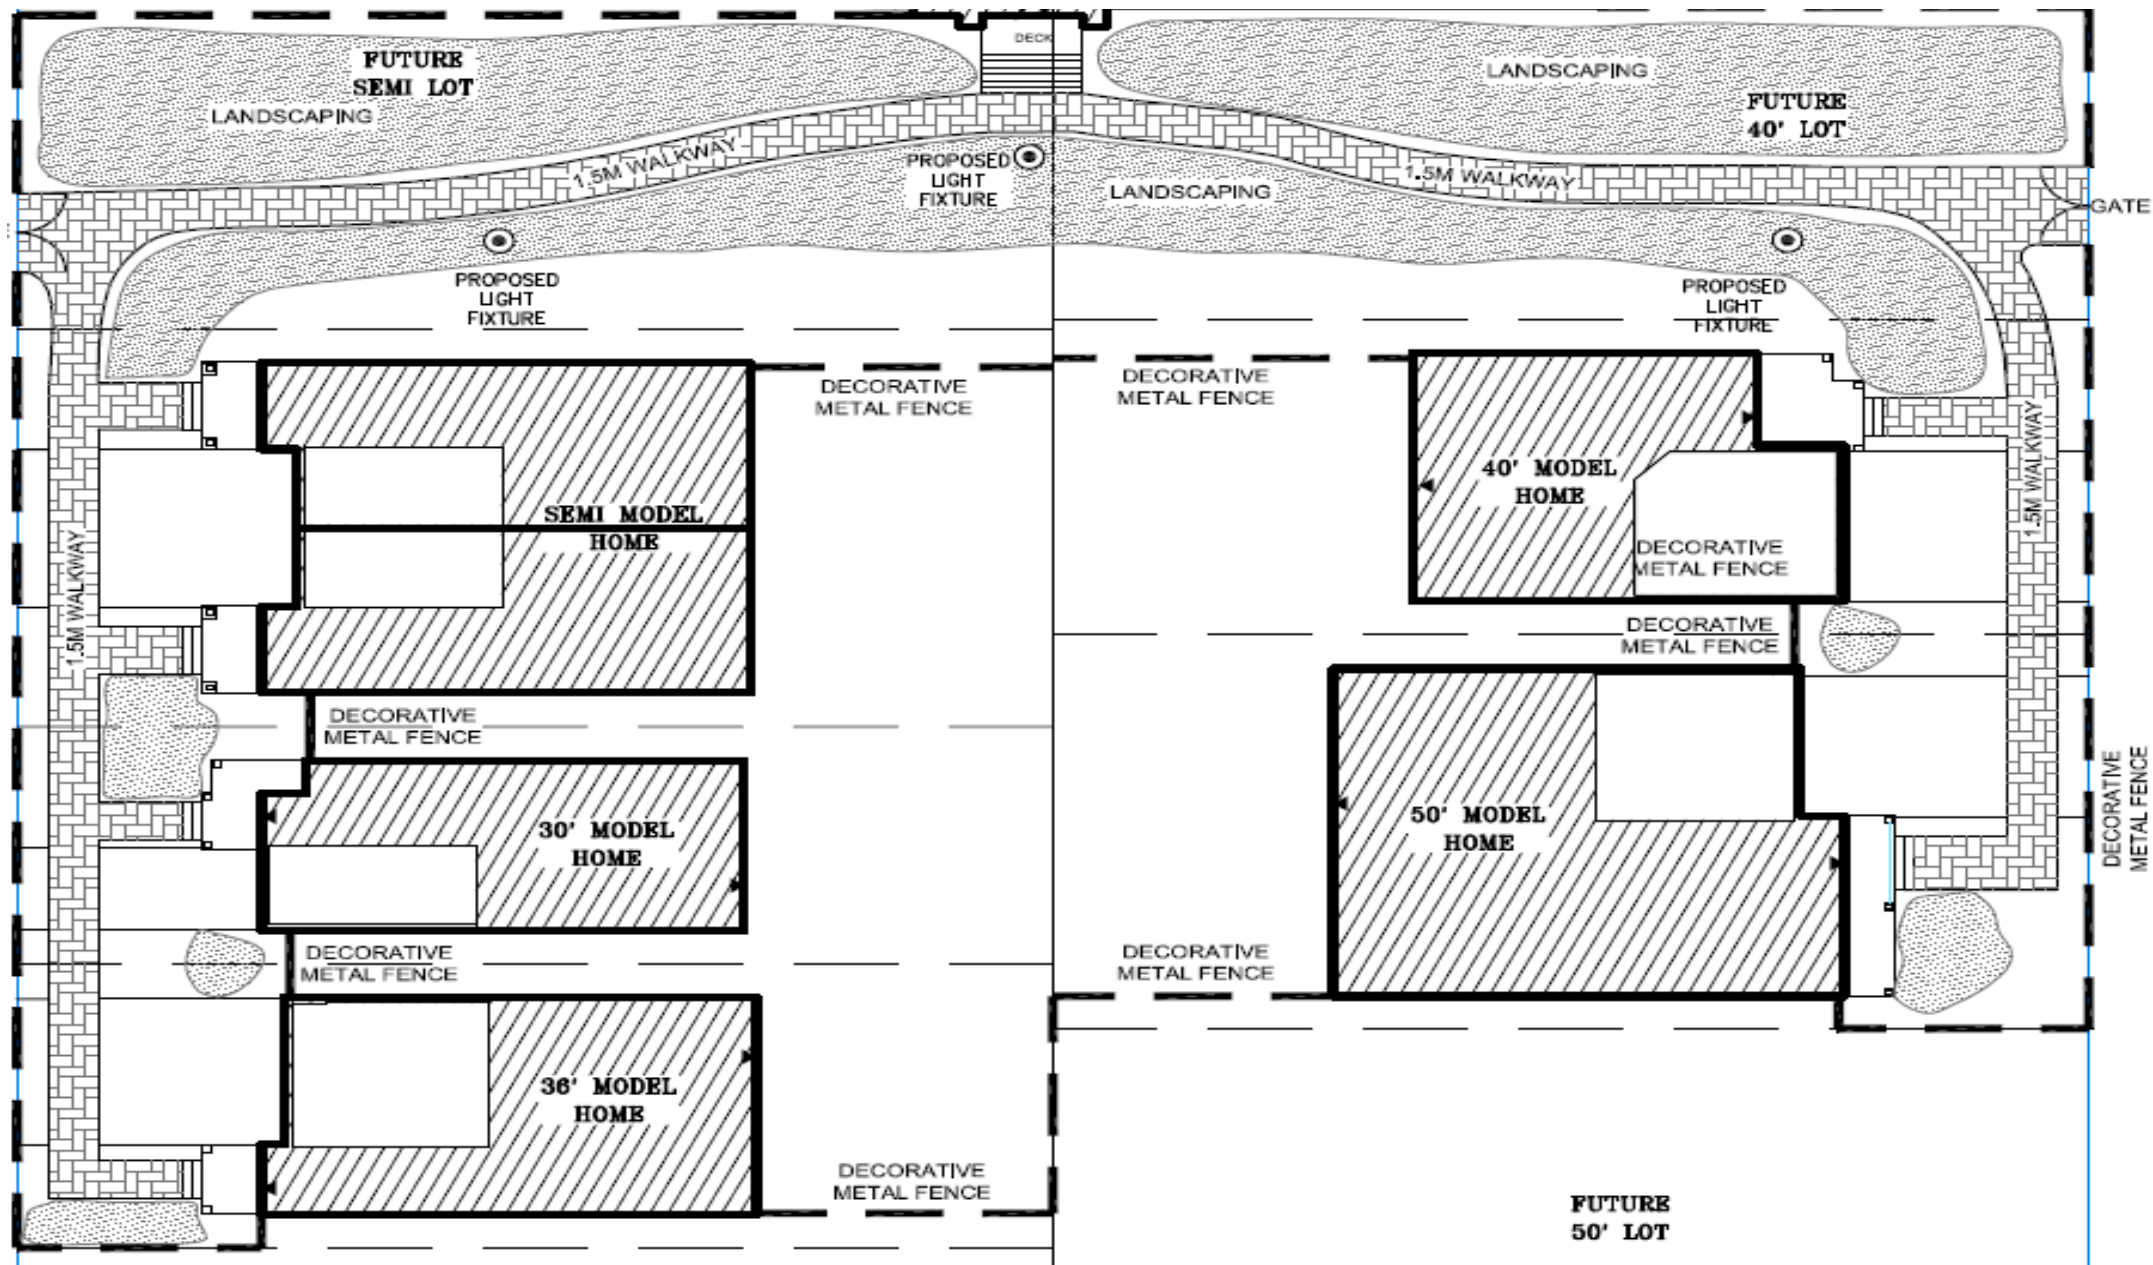 DECK
FUTURE
SEMI LOT
LANDSCAPING
LANDSCAPING
FUTURE
40' LOT
1.5M WALKWAY
PROPOSED
LIGHT
FIXTURE
LANDSCAPING
1.5M WALKWAY
GATE
PROPOSED
LIGHT
FIXTURE
PROPOSED
LIGHT
FIXTURE
DECORATIVE
METAL FENCE
DECORATIVE
METAL FENCE
1.5M WALKWAY
SEMI MODEL
HOME
40' MODEL
HOME
DECORATIVE
METAL FENCE
1.5M WALKWAY
DECORATIVE
METAL FENCE
DECORATIVE
METAL FENCE
30' MODEL
HOME
50' MODEL
HOME
DECORATIVE
METAL FENCE
DECORATIVE
METAL FENCE
DECORATIVE
METAL FENCE
36' MODEL
HOME
DECORATIVE
METAL FENCE
FUTURE
50' LOT